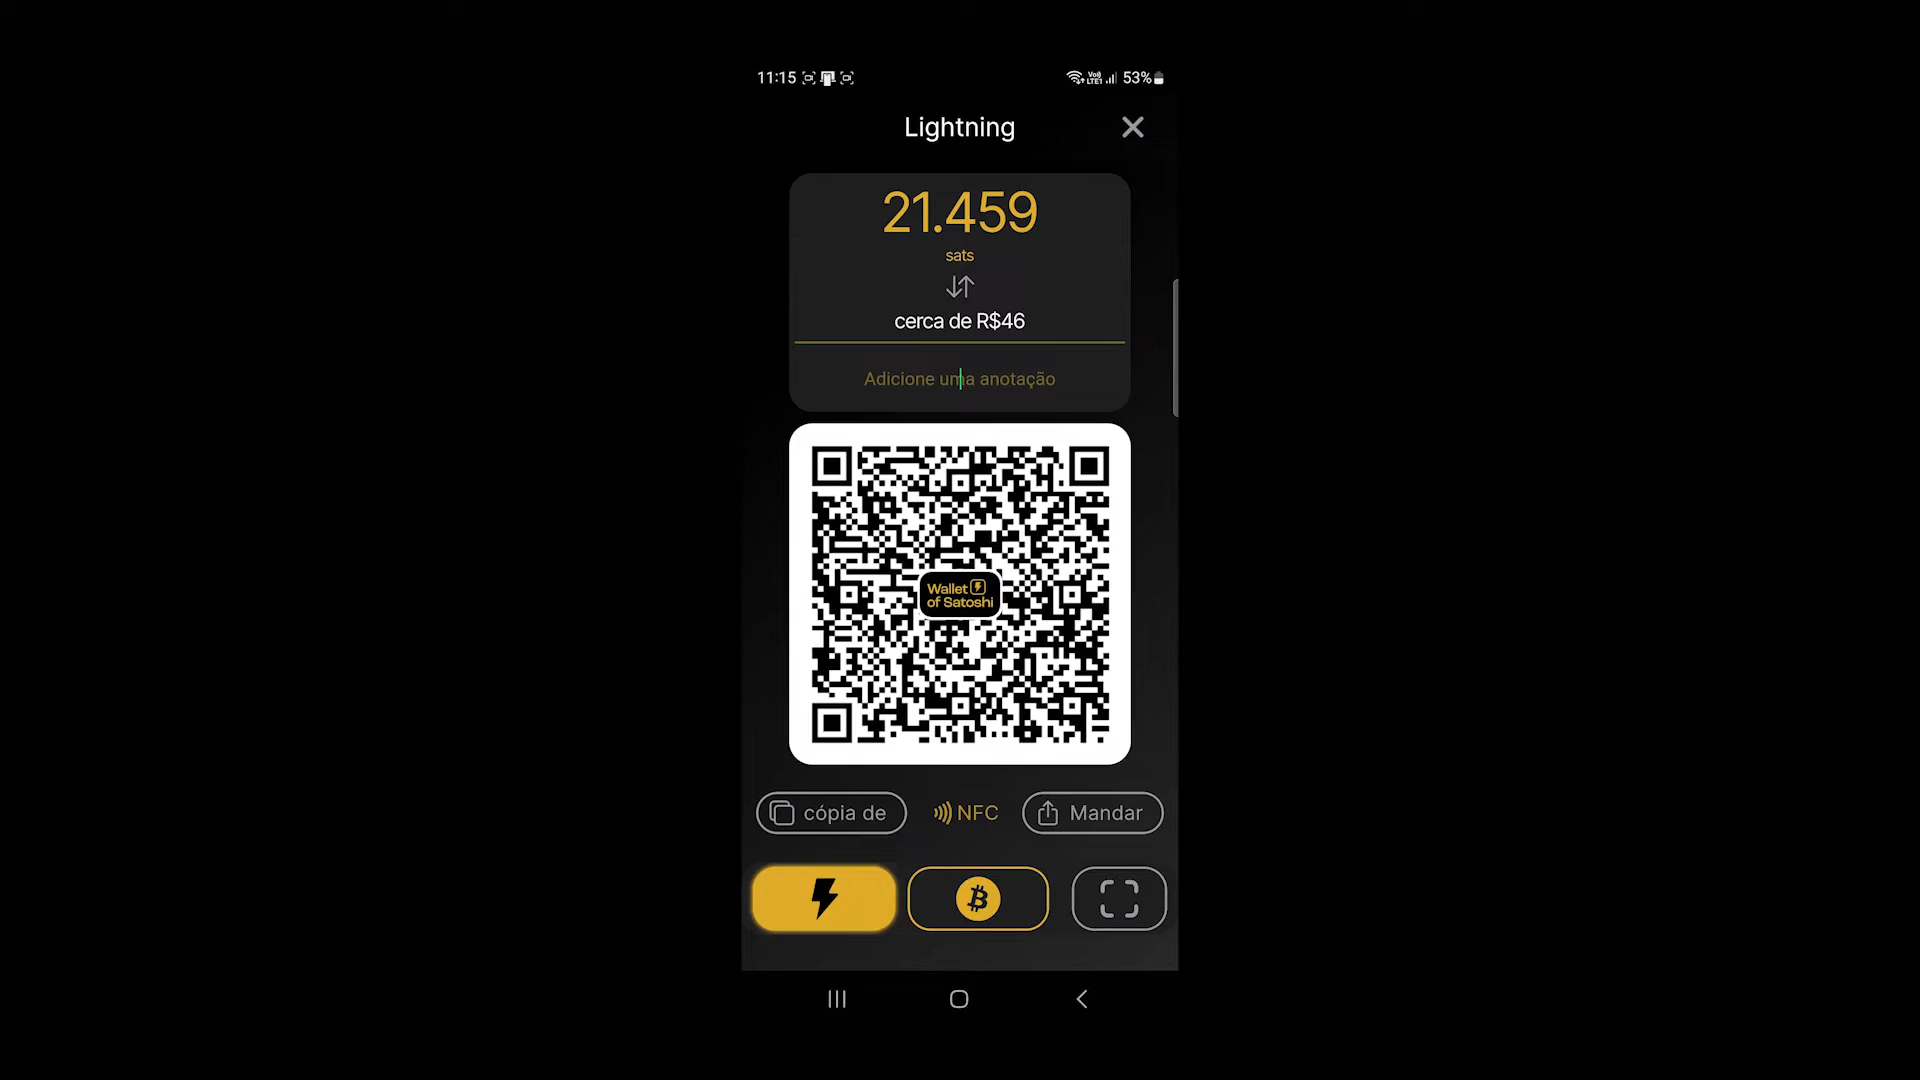 11:15 53%
Lightning
21.459
sats
cerca de R$46
Adicione uma anotação
Wallet
of Satoshi
cópia de NFC Mandar